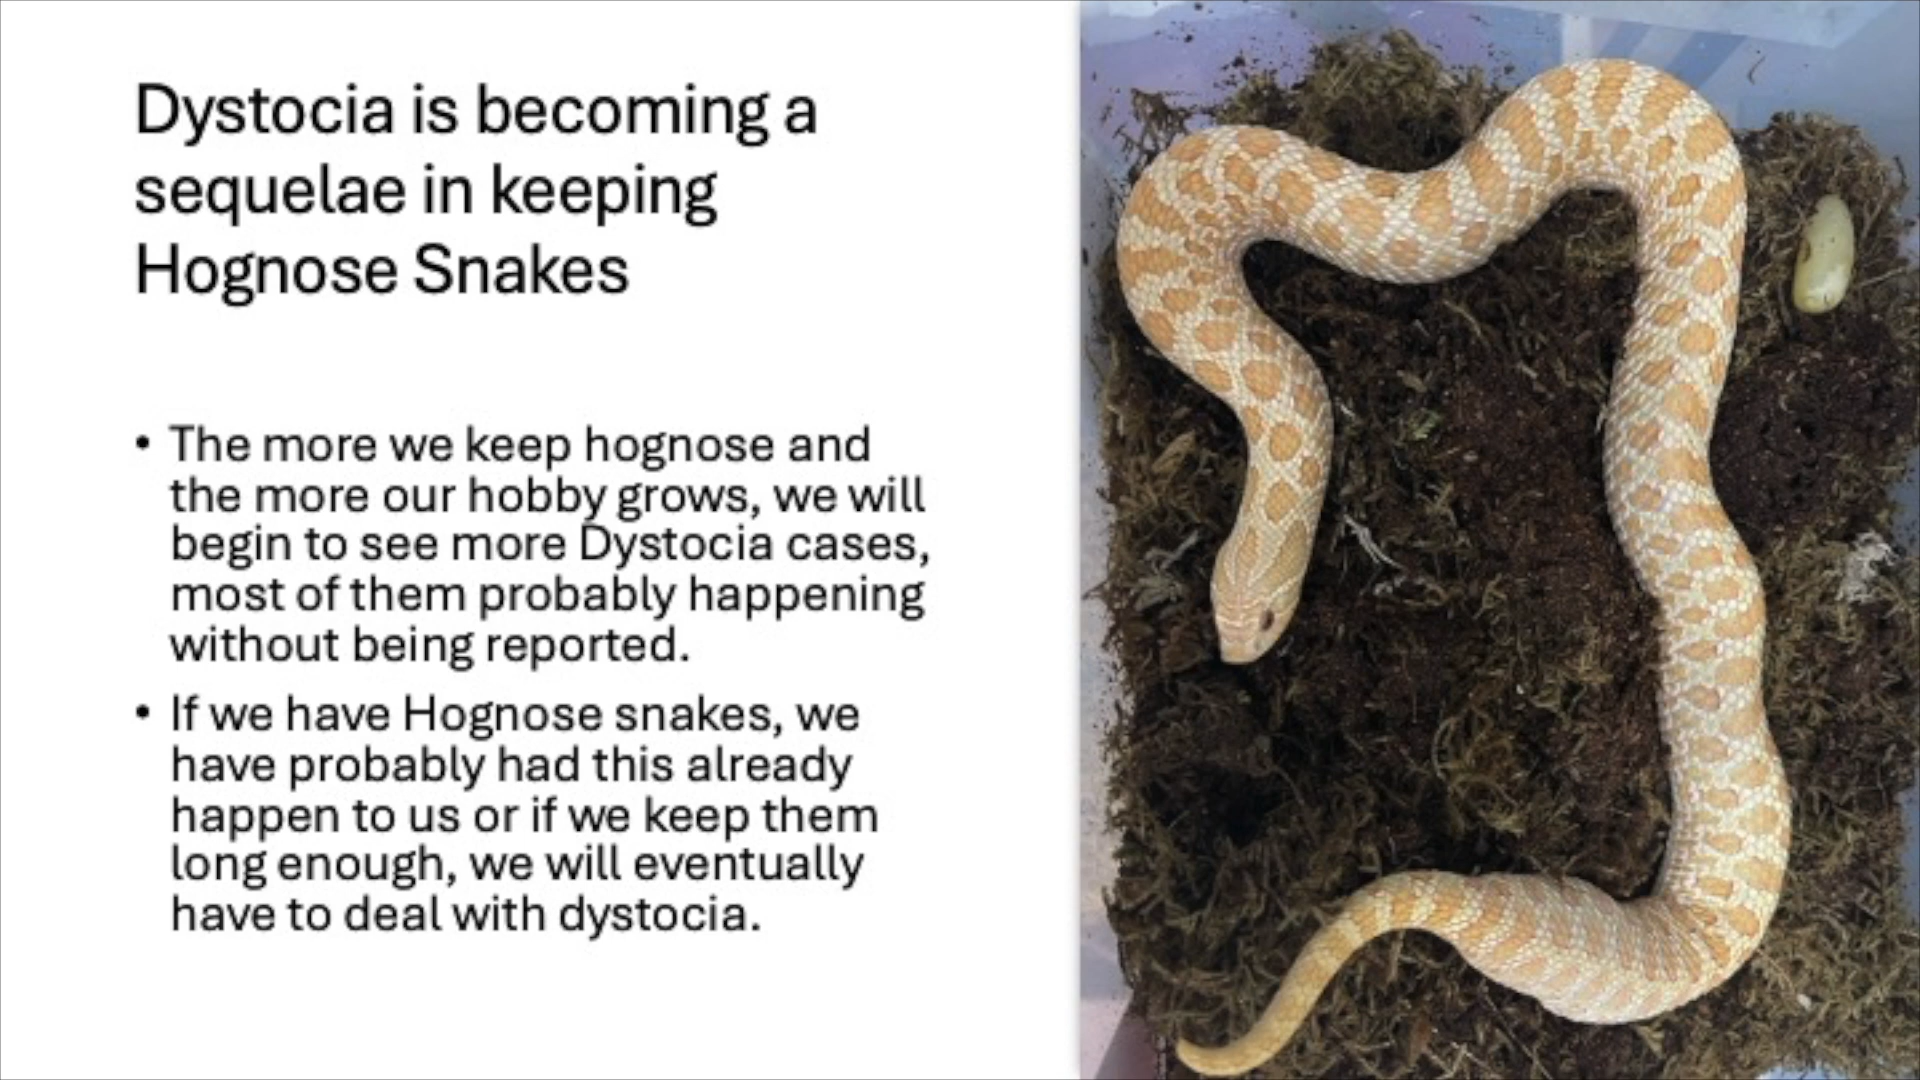 Dystocia is becoming a
sequelae in keeping
Hognose Snakes
• The more we keep hognose and
the more our hobby grows, we will
begin to see more Dystocia cases,
most of them probably happening
without being reported.
• If we have Hognose snakes, we
have probably had this already
happen to us or if we keep them
long enough, we will eventually
have to deal with dystocia.